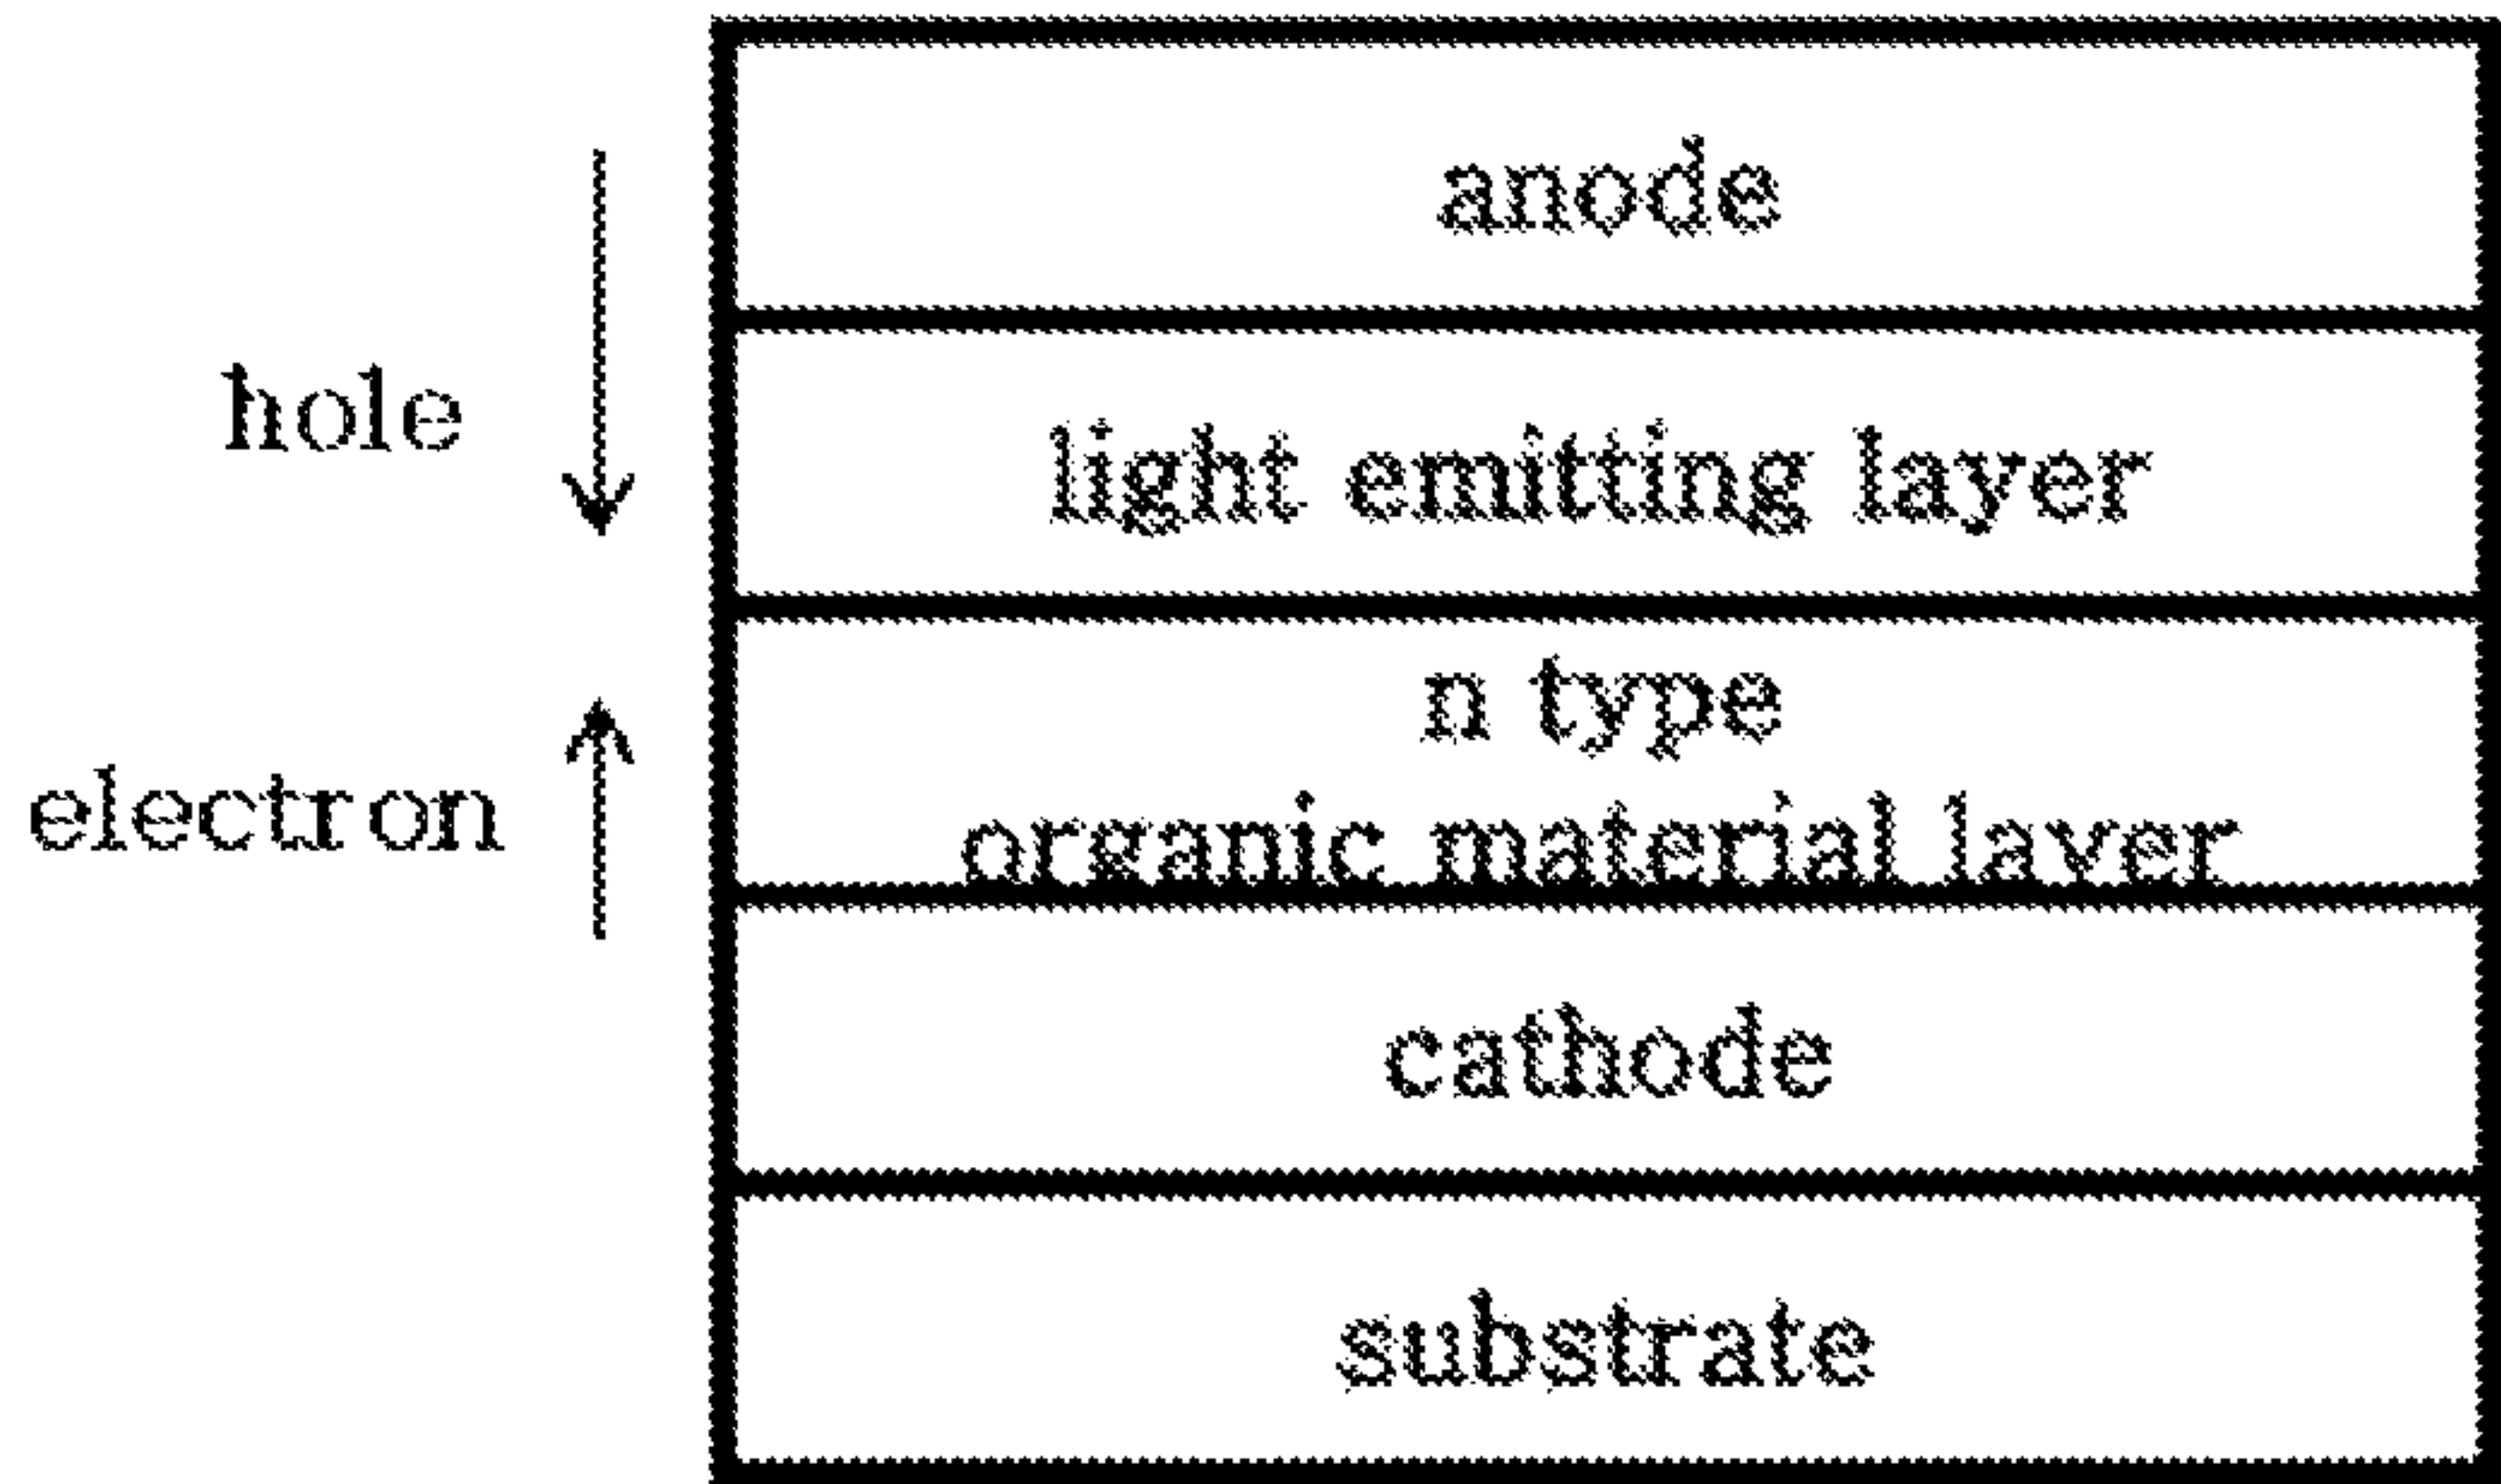 anode
hole
light emitting layer
n type
organic material layer
electron
cathode
substrate